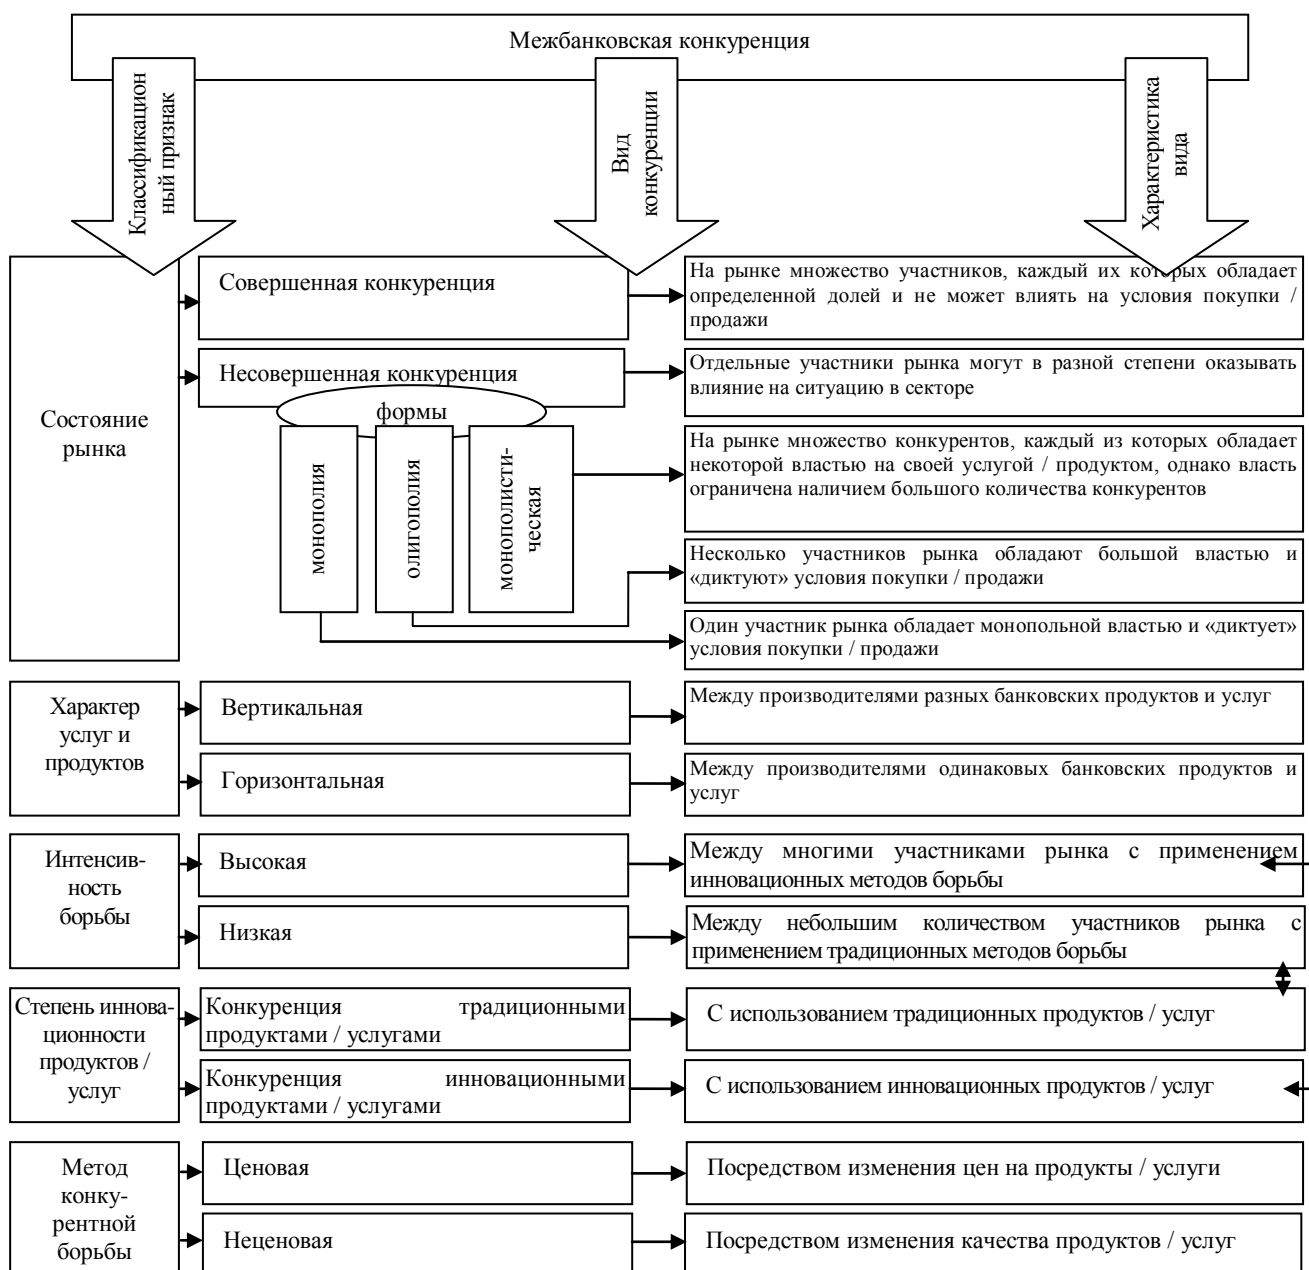 Межбанковская конкуренция
Классификацион
ный признак
Вид
конкуренции
Характеристика
вида
Состояние
рынка
Совершенная конкуренция
На рынке множество участников, каждый их которых обладает
определенной долей и не может влиять на условия покупки /
продажи
Несовершенная конкуренция
Отдельные участники рынка могут в разной степени оказывать
влияние на ситуацию в секторе
формы
монополия
олигополия
монополисти-
ческая
На рынке множество конкурентов, каждый из которых обладает
некоторой властью на своей услугой / продуктом, однако власть
ограничена наличием большого количества конкурентов
Несколько участников рынка обладают большой властью и
«диктуют» условия покупки / продажи
Один участник рынка обладает монопольной властью и «диктует»
условия покупки / продажи
Характер
услуг и
продуктов
Вертикальная
Между производителями разных банковских продуктов и услуг
Горизонтальная
Между производителями одинаковых банковских продуктов и
услуг
Интенсив-
ность
борьбы
Высокая
Между многими участниками рынка с применением
инновационных методов борьбы
Низкая
Между небольшим количеством участников рынка с
применением традиционных методов борьбы
Степень иннова-
ционности
продуктов /
услуг
Конкуренция традиционными
продуктами / услугами
С использованием традиционных продуктов / услуг
Конкуренция инновационными
продуктами / услугами
С использованием инновационных продуктов / услуг
Метод
конку-
рентной
борьбы
Ценовая
Посредством изменения цен на продукты / услуги
Неценовая
Посредством изменения качества продуктов / услуг